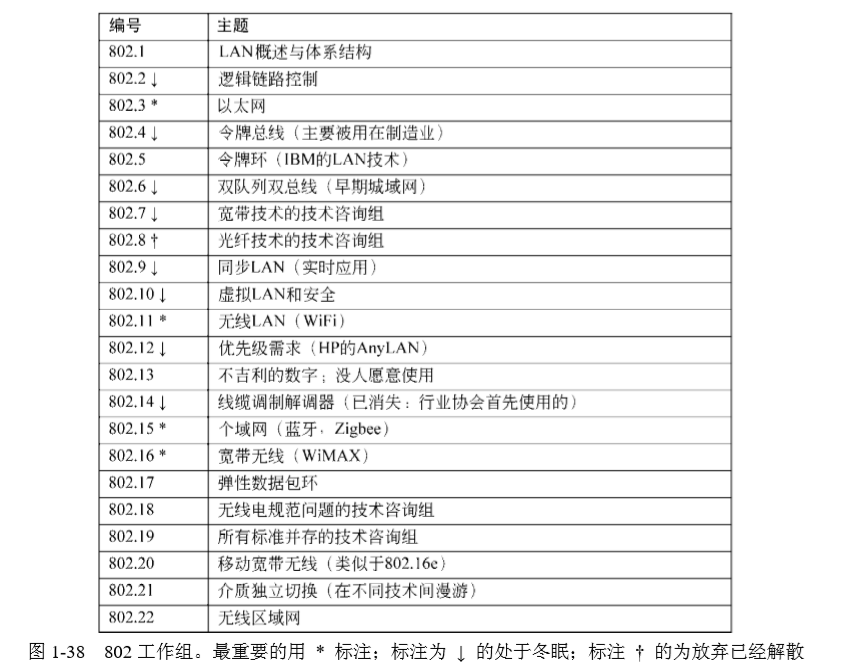 编号 主题
802.1 LAN概述与体系结构
802.2 ↓ 逻辑链路控制
802.3 * 以太网
802.4 ↓ 令牌总线（主要被用在制造业）
802.5 令牌环（IBM的LAN技术）
802.6 ↓ 双队列双总线（早期城域网）
802.7 ↓ 宽带技术的技术咨询组
802.8 † 光纤技术的技术咨询组
802.9 ↓ 同步LAN（实时应用）
802.10 ↓ 虚拟LAN和安全
802.11 * 无线LAN（WiFi）
802.12 ↓ 优先级需求（HP的AnyLAN）
802.13 不吉利的数字；没人愿意使用
802.14 ↓ 线缆调制解调器（已消失：行业协会首先使用的）
802.15 * 个域网（蓝牙，Zigbee）
802.16 * 宽带无线（WiMAX）
802.17 弹性数据包环
802.18 无线电规范问题的技术咨询组
802.19 所有标准并存的技术咨询组
802.20 移动宽带无线（类似于802.16e）
802.21 介质独立切换（在不同技术间漫游）
802.22 无线区域网
图 1-38 802 工作组。最重要的用 * 标注；标注为 ↓ 的处于冬眠；标注 † 的为放弃已经解散